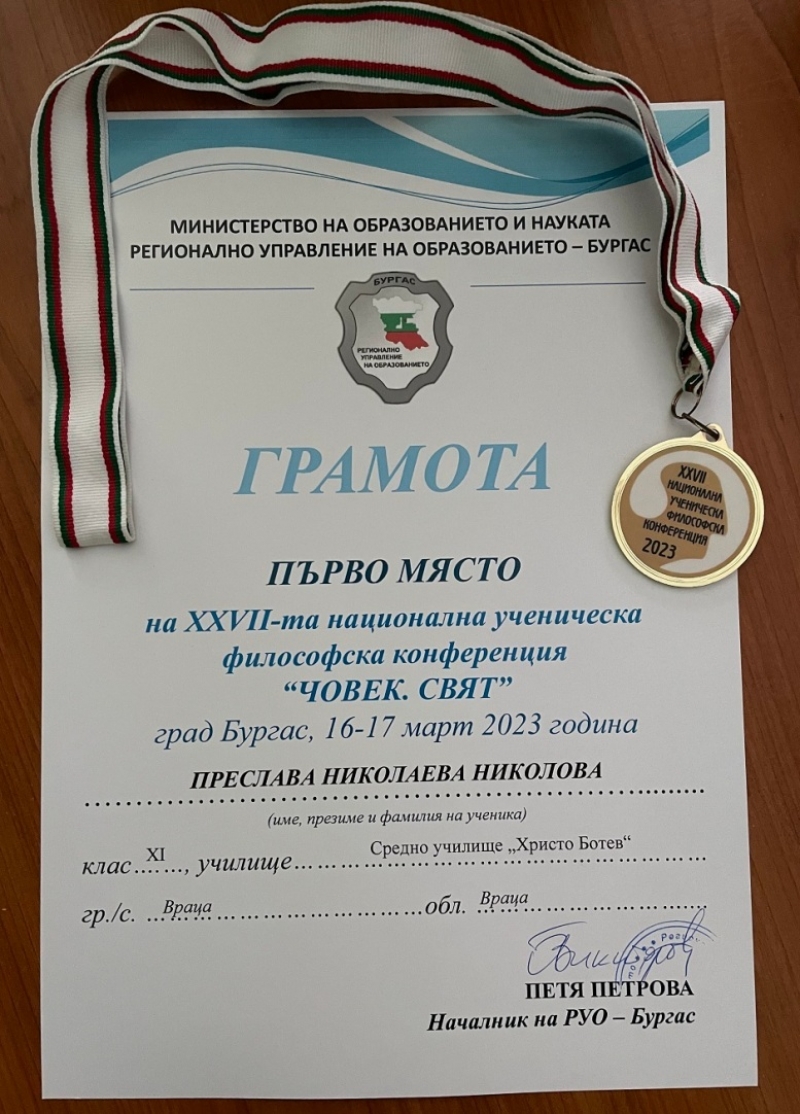 МИНИСТЕРСТВО НА ОБРАЗОВАНИЕТО И НАУКАТА
РЕГИОНАЛНО УПРАВЛЕНИЕ НА ОБРАЗОВАНИЕТО – БУРГАС
БУРГАС
РЕГИОНАЛНО
УПРАВЛЕНИЕ
НА ОБРАЗОВАНИЕТО
ГРАМОТА
XXVII
НАЦИОНАЛНА
УЧЕНИЧЕСКА
ФИЛОСОФСКА
КОНФЕРЕНЦИЯ
2023
ПЪРВО МЯСТО
на XXVII-та национална ученическа
философска конференция
“ЧОВЕК. СВЯТ”
град Бургас, 16-17 март 2023 година
ПРЕСЛАВА НИКОЛАЕВА НИКОЛОВА
(име, презиме и фамилия на ученика)
клас XI, училище Средно училище „Христо Ботев“
гр./с. Враца обл. Враца
ПЕТЯ ПЕТРОВА
Началник на РУО – Бургас